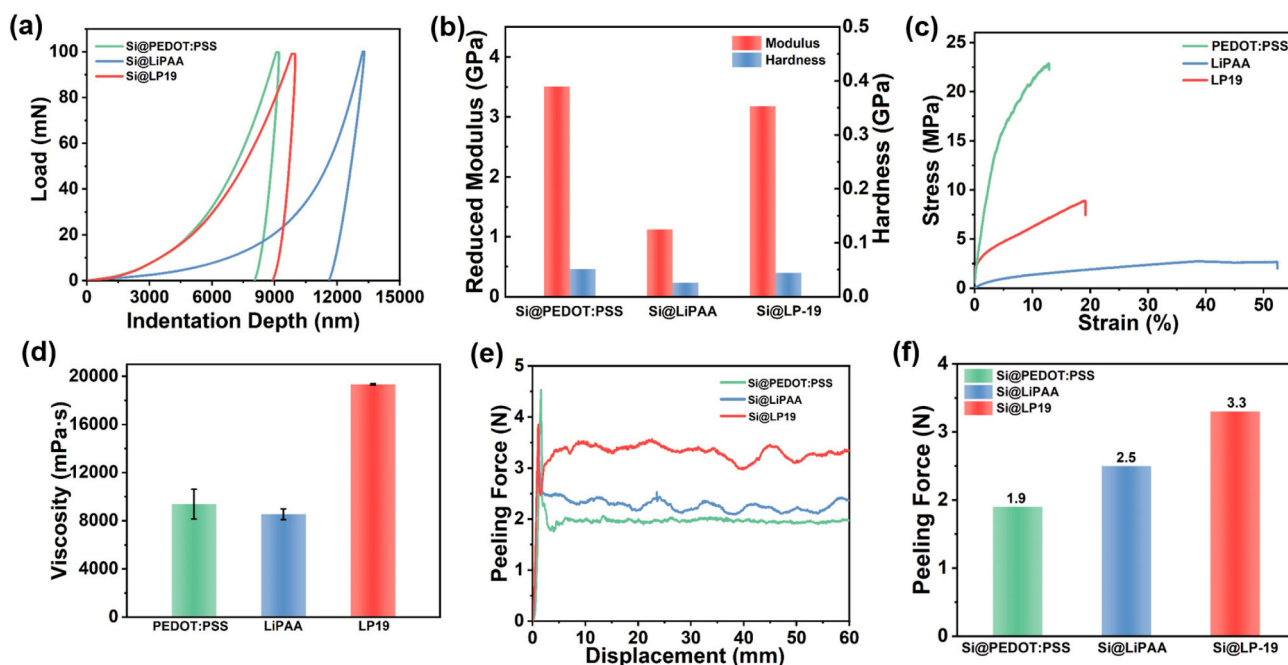 (a)
Si@PEDOT:PSS
Si@LiPAA
Si@LP19
100
80
60
40
20
0
Load (mN)
0 3000 6000 9000 12000 15000
Indentation Depth (nm)
(b)
Modulus
Hardness
4
3
2
1
0
Reduced Modulus (GPa)
0.5
0.4
0.3
0.2
0.1
0.0
Hardness (GPa)
Si@PEDOT:PSS Si@LiPAA Si@LP-19
(c)
PEDOT:PSS
LiPAA
LP19
25
20
15
10
5
0
Stress (MPa)
0 10 20 30 40 50
Strain (%)
(d)
20000
16000
12000
8000
4000
0
Viscosity (mPa·s)
PEDOT:PSS LiPAA LP19
(e)
Si@PEDOT:PSS
Si@LiPAA
Si@LP19
5
4
3
2
1
0
Peeling Force (N)
0 10 20 30 40 50 60
Displacement (mm)
(f)
Si@PEDOT:PSS
Si@LiPAA
Si@LP19
4
3
2
1
0
Peeling Force (N)
1.9
2.5
3.3
Si@PEDOT:PSS Si@LiPAA Si@LP-19